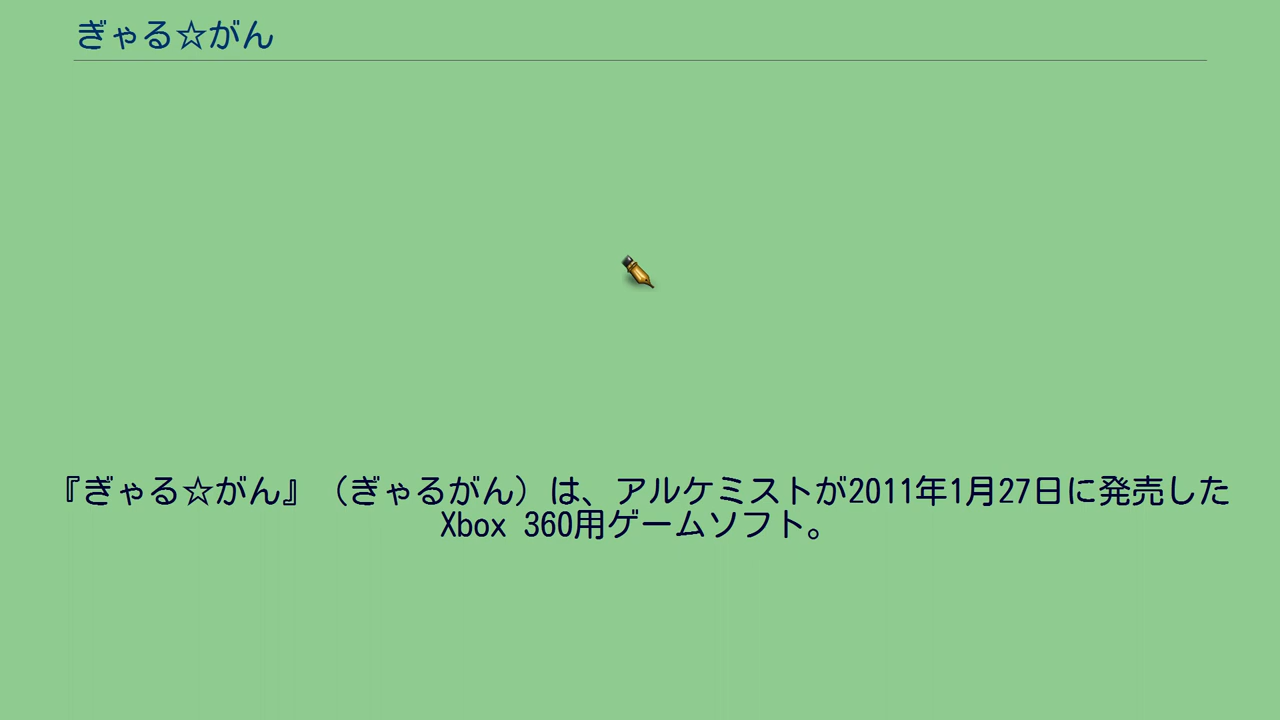 ぎゃる☆がん
『ぎゃる☆がん』（ぎゃるがん）は、アルケミストが2011年1月27日に発売した
Xbox 360用ゲームソフト。